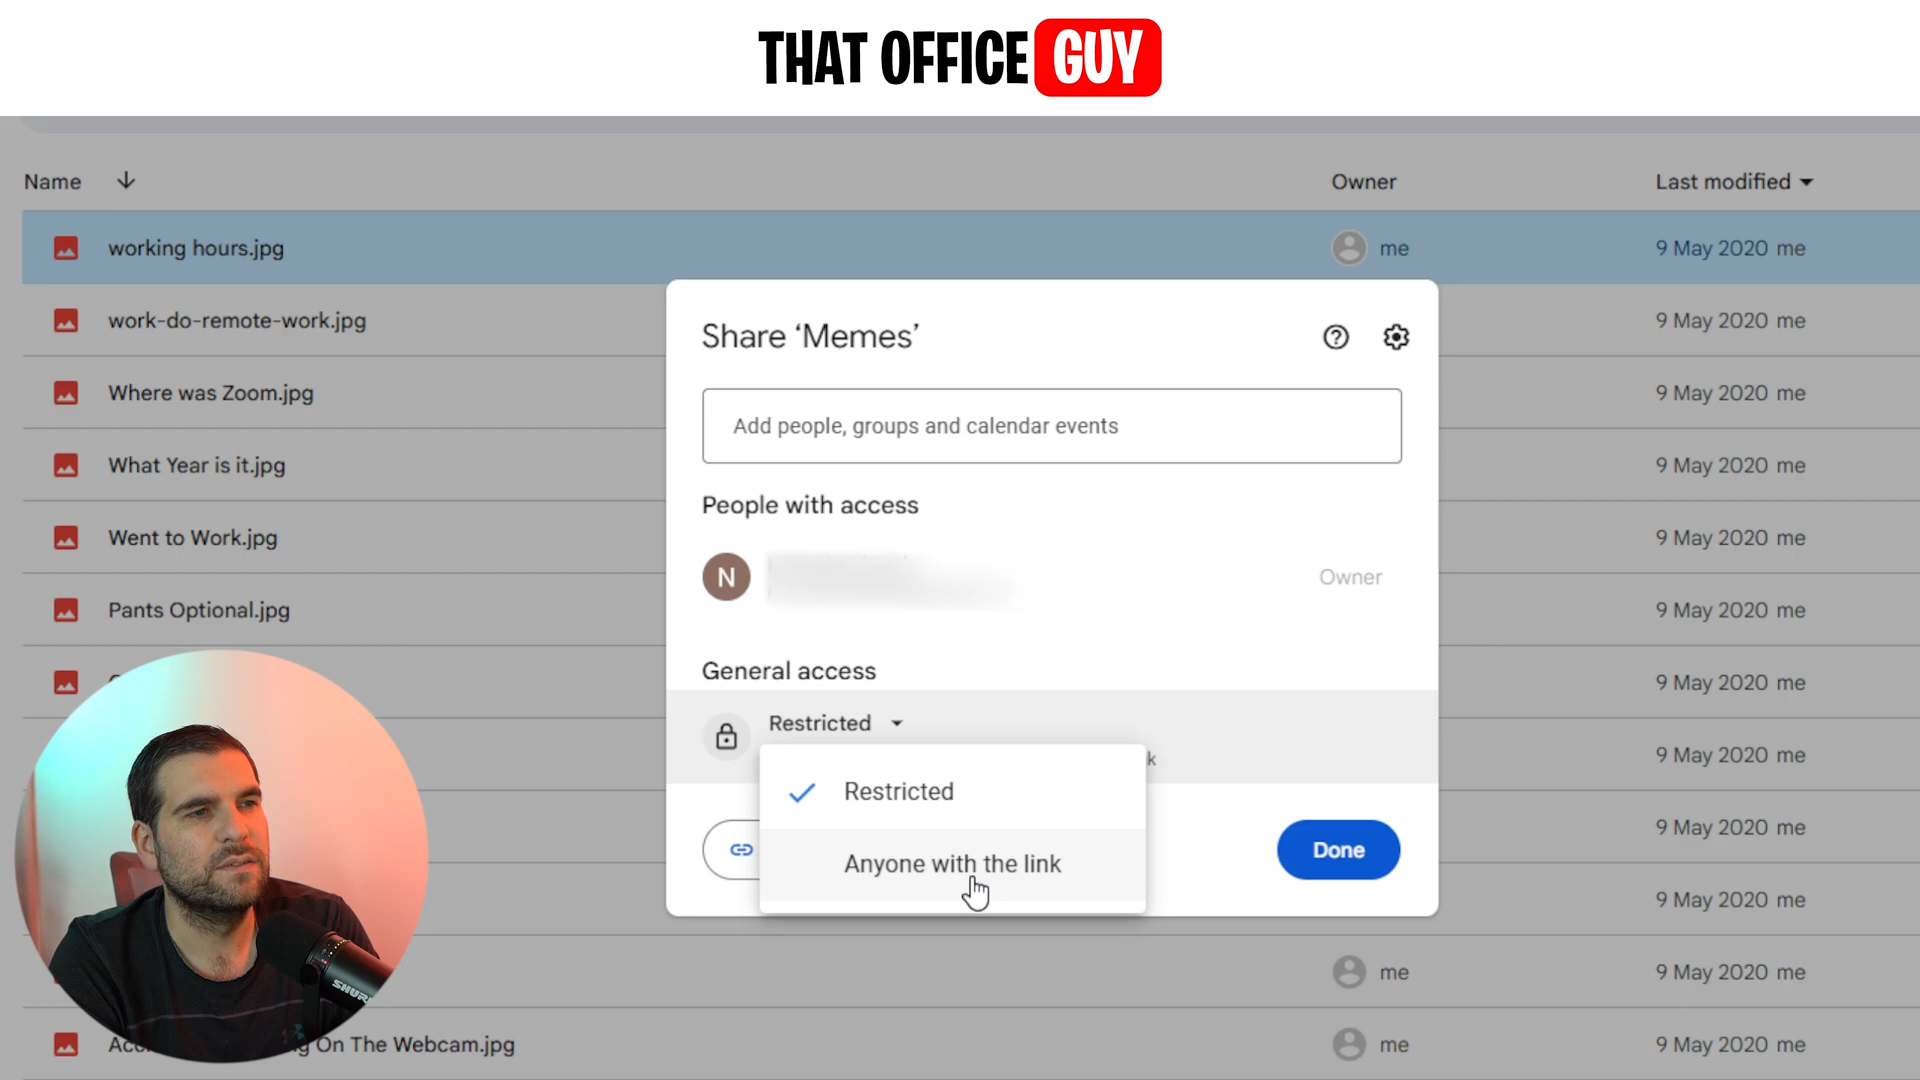 THAT OFFICE GUY
Name Owner Last modified
working hours.jpg me 9 May 2020 me
work-do-remote-work.jpg 9 May 2020 me
Where was Zoom.jpg 9 May 2020 me
What Year is it.jpg 9 May 2020 me
Went to Work.jpg 9 May 2020 me
Pants Optional.jpg 9 May 2020 me
9 May 2020 me
9 May 2020 me
9 May 2020 me
9 May 2020 me
me 9 May 2020 me
On The Webcam.jpg me 9 May 2020 me
Share ‘Memes’
Add people, groups and calendar events
People with access
N Owner
General access
Restricted
k
Restricted
Anyone with the link
Done
SHURE